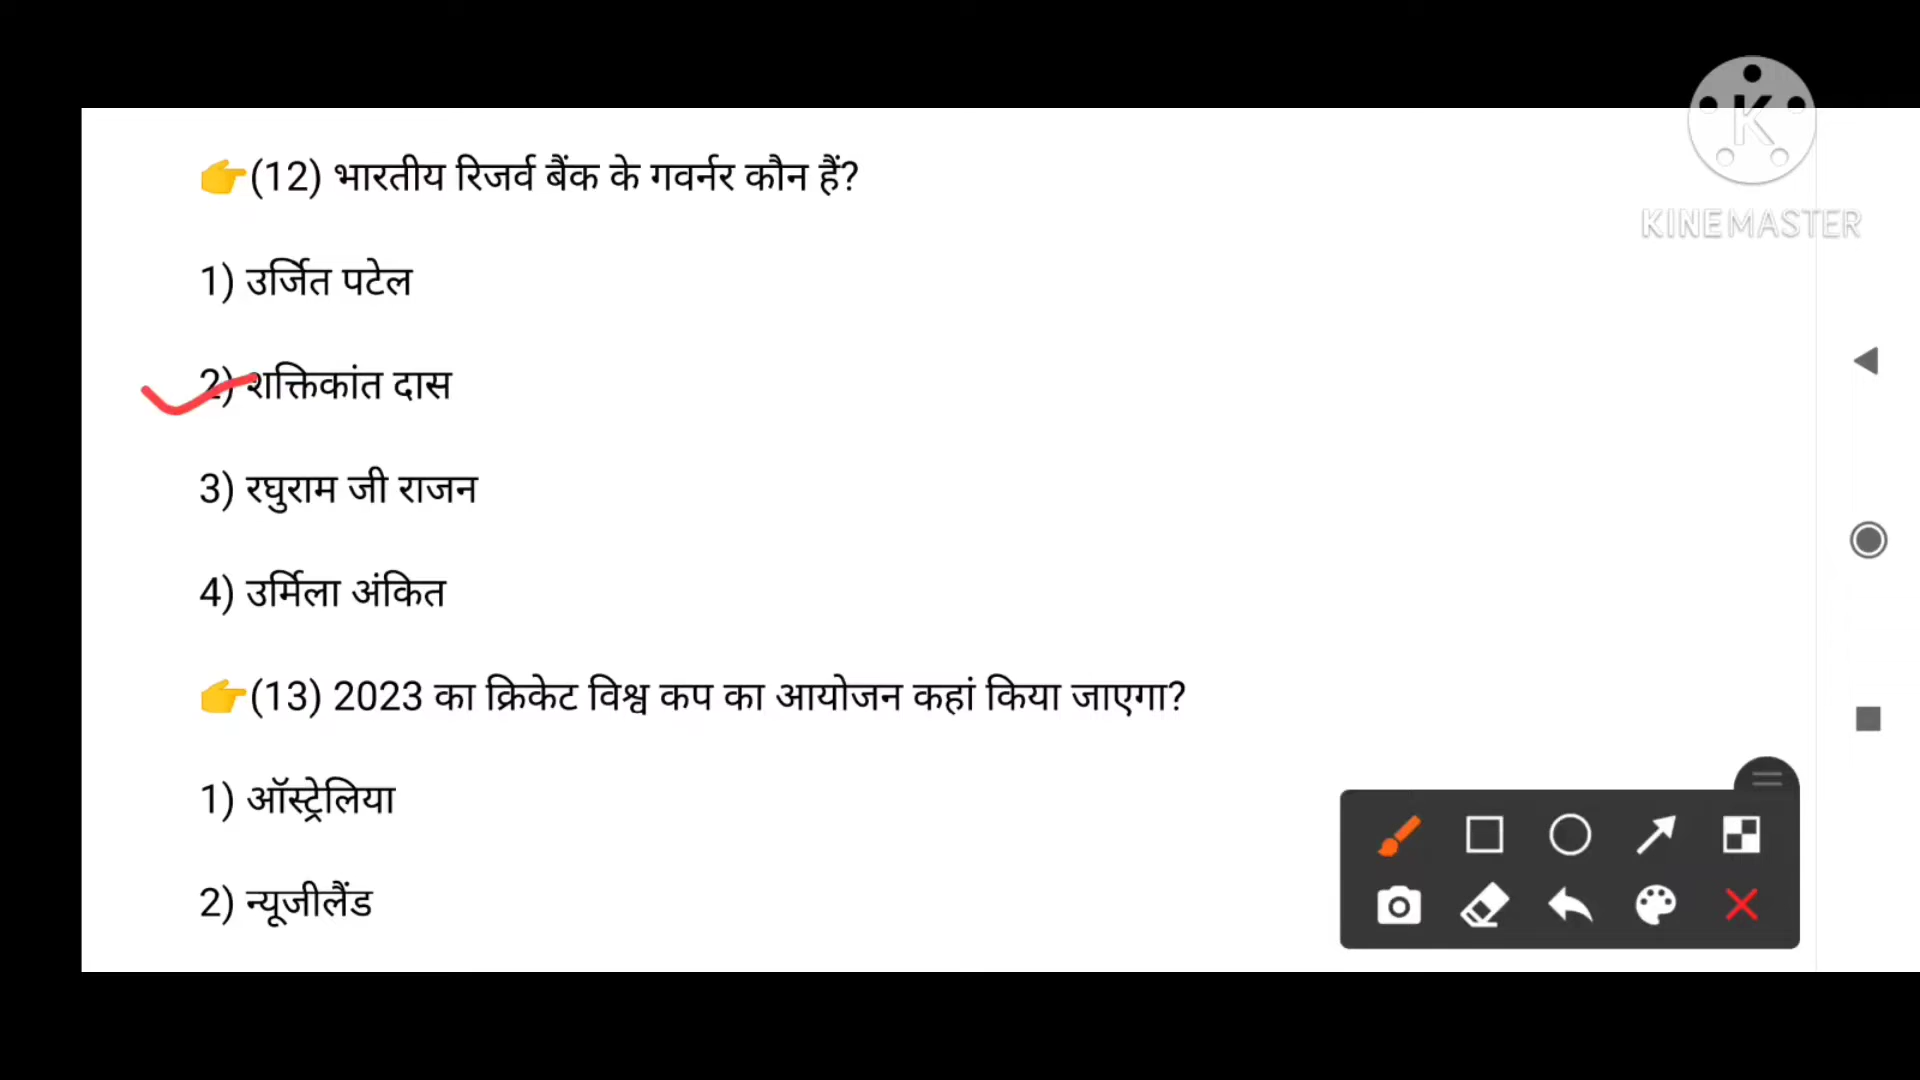 👉(12) भारतीय रिजर्व बैंक के गवर्नर कौन हैं?
1) उर्जित पटेल
2) शक्तिकांत दास
3) रघुराम जी राजन
4) उर्मिला अंकित
👉(13) 2023 का क्रिकेट विश्व कप का आयोजन कहां किया जाएगा?
1) ऑस्ट्रेलिया
2) न्यूजीलैंड
K
KINEMASTER